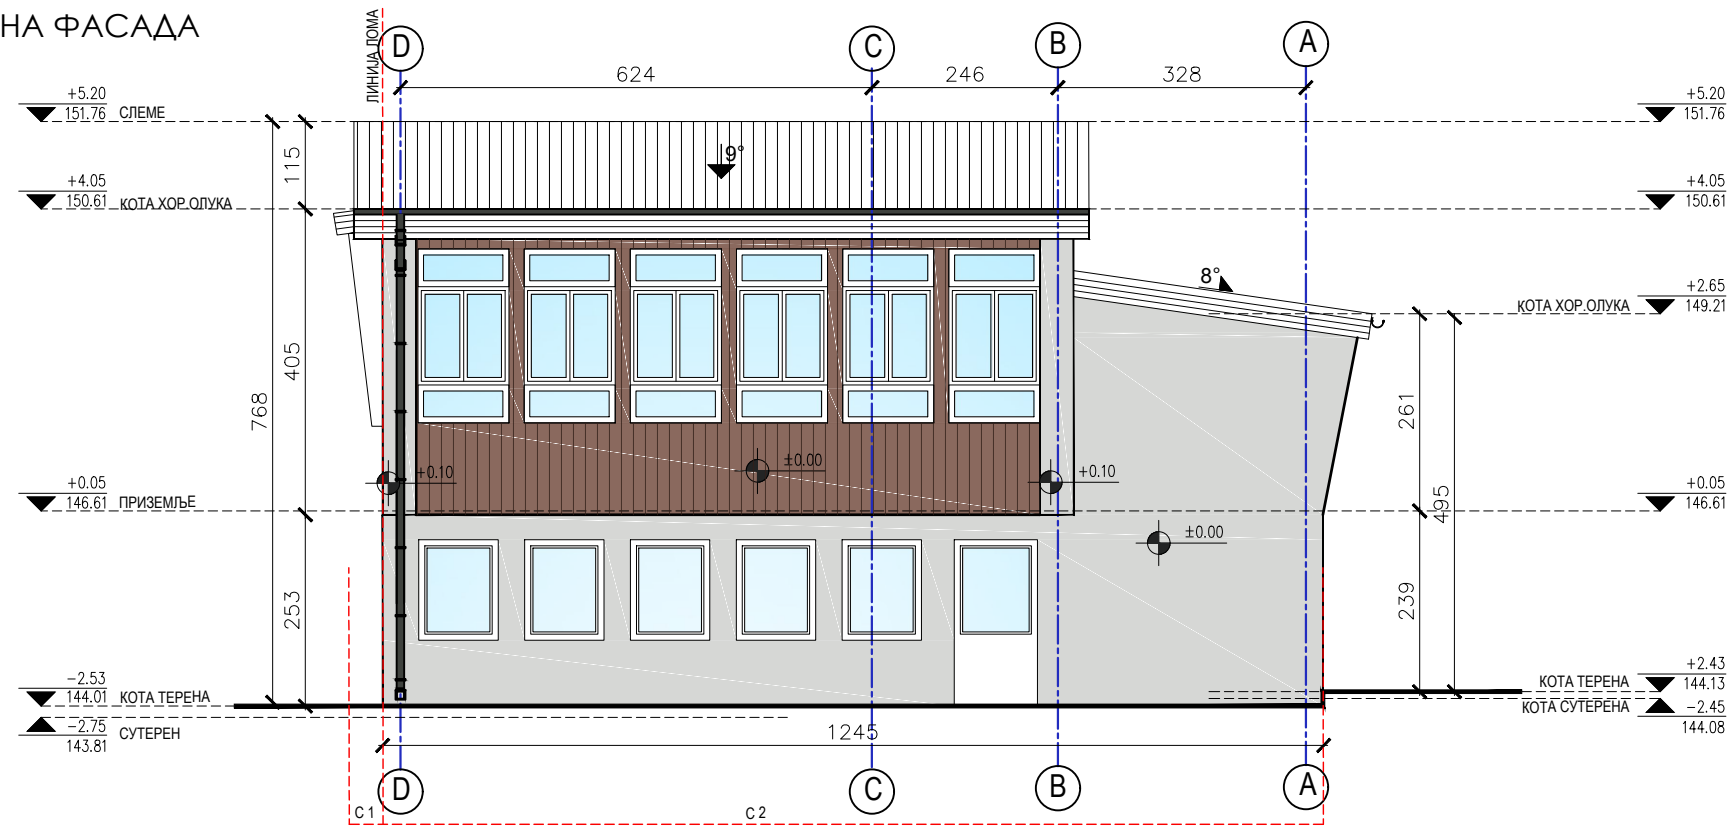 НА ФАСАДА
ЛИНИЈА ЛОМА
D
C
B
A
624
246
328
+5.20
151.76
СЛЕМЕ
+5.20
151.76
115
9°
+4.05
150.61
КОТА ХОР.ОЛУКА
+4.05
150.61
8°
+2.65
149.21
КОТА ХОР.ОЛУКА
405
768
261
+0.10
±0.00
+0.10
+0.05
146.61
ПРИЗЕМЉЕ
495
+0.05
146.61
±0.00
253
239
-2.53
144.01
КОТА ТЕРЕНА
КОТА ТЕРЕНА
+2.43
144.13
КОТА СУТЕРЕНА
-2.45
144.08
-2.75
143.81
СУТЕРЕН
1245
D
C
B
A
C1
C2